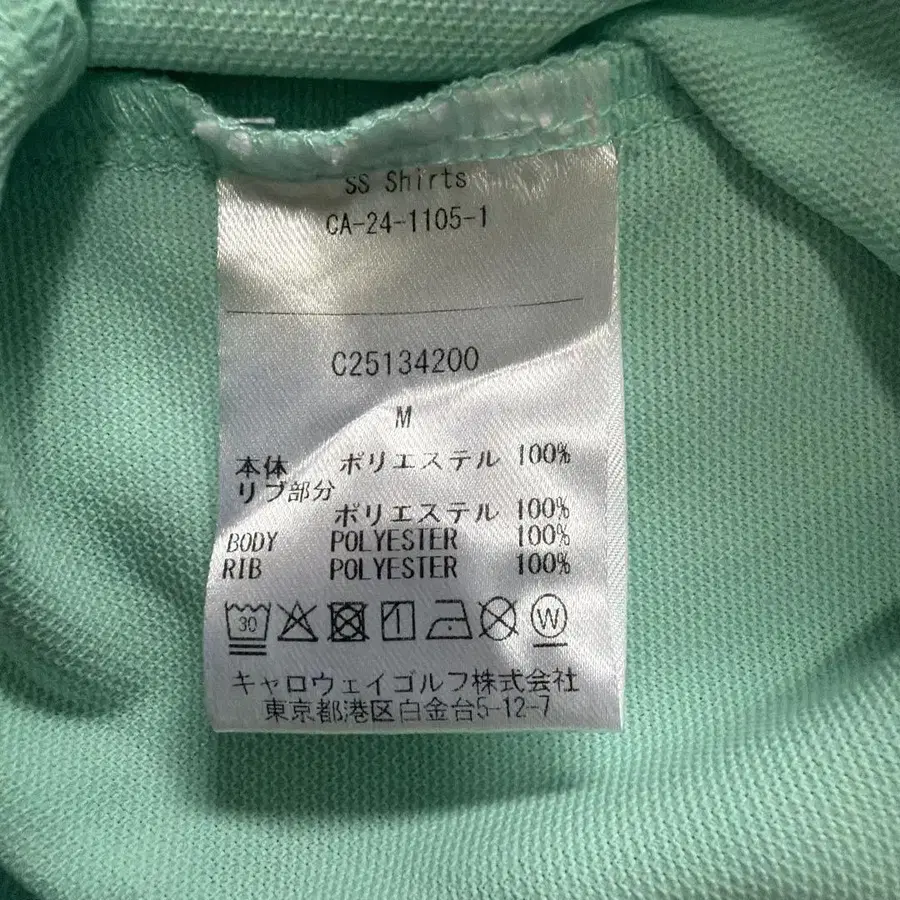 SS Shirts
CA-24-1105-1
C25134200
M
本体 ポリエステル 100%
リブ部分
ポリエステル 100%
BODY POLYESTER 100%
RIB POLYESTER 100%
30 W
キャロウェイゴルフ株式会社
東京都港区白金台5-12-7